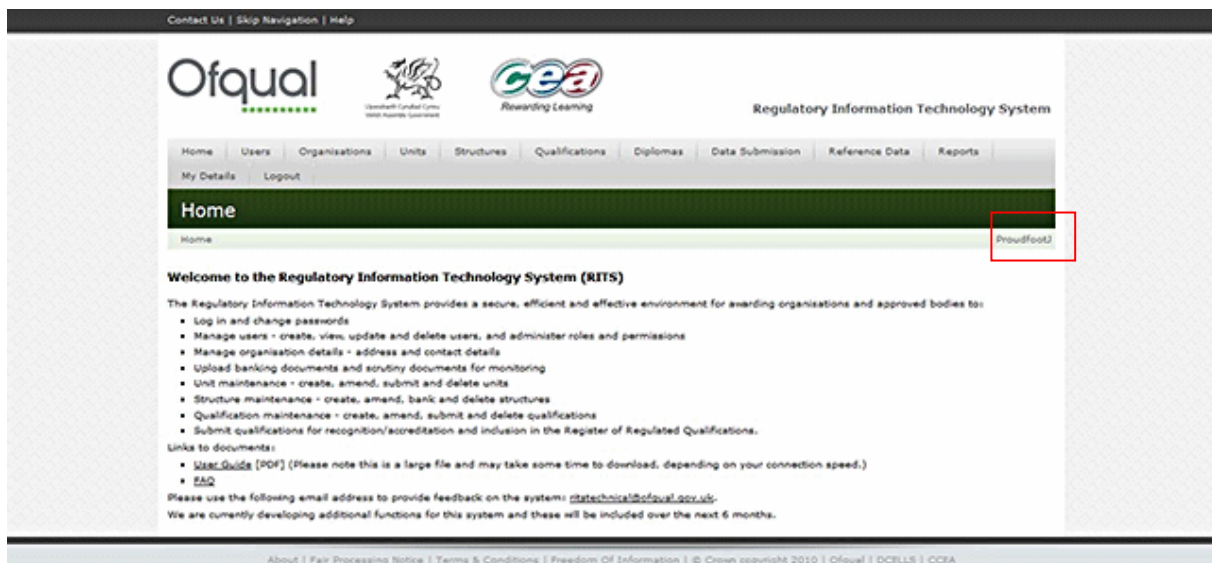 Contact Us | Skip Navigation | Help
Ofqual
Llywodraeth Cynulliad Cymru
Welsh Assembly Government
Rewarding Learning
Regulatory Information Technology System
Home Users Organisations Units Structures Qualifications Diplomas Data Submission Reference Data Reports
My Details Logout
Home
Home ProudfootJ
Welcome to the Regulatory Information Technology System (RITS)
The Regulatory Information Technology System provides a secure, efficient and effective environment for awarding organisations and approved bodies to:
Log in and change passwords
Manage users - create, view, update and delete users, and administer roles and permissions
Manage organisation details - address and contact details
Upload banking documents and scrutiny documents for monitoring
Unit maintenance - create, amend, submit and delete units
Structure maintenance - create, amend, bank and delete structures
Qualification maintenance - create, amend, submit and delete qualifications
Submit qualifications for recognition/accreditation and inclusion in the Register of Regulated Qualifications.
Links to documents:
User Guide [PDF] (Please note this is a large file and may take some time to download, depending on your connection speed.)
FAQ
Please use the following email address to provide feedback on the system: ritstechnical@ofqual.gov.uk.
We are currently developing additional functions for this system and these will be included over the next 6 months.
About | Fair Processing Notice | Terms & Conditions | Freedom Of Information | © Crown copyright 2010 | Ofqual | DCELLS | CCEA